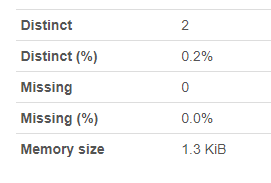 Distinct 2
Distinct (%) 0.2%
Missing 0
Missing (%) 0.0%
Memory size 1.3 KiB